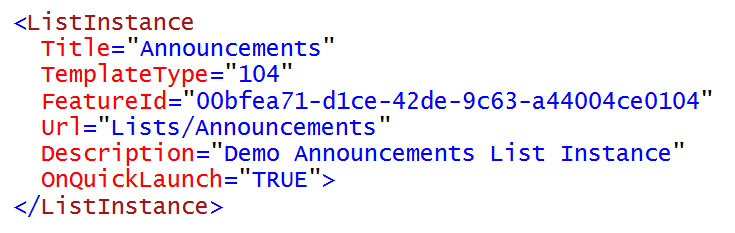 <ListInstance
Title="Announcements"
TemplateType="104"
FeatureId="00bfea71-d1ce-42de-9c63-a44004ce0104"
Url="Lists/Announcements"
Description="Demo Announcements List Instance"
OnQuickLaunch="TRUE">
</ListInstance>